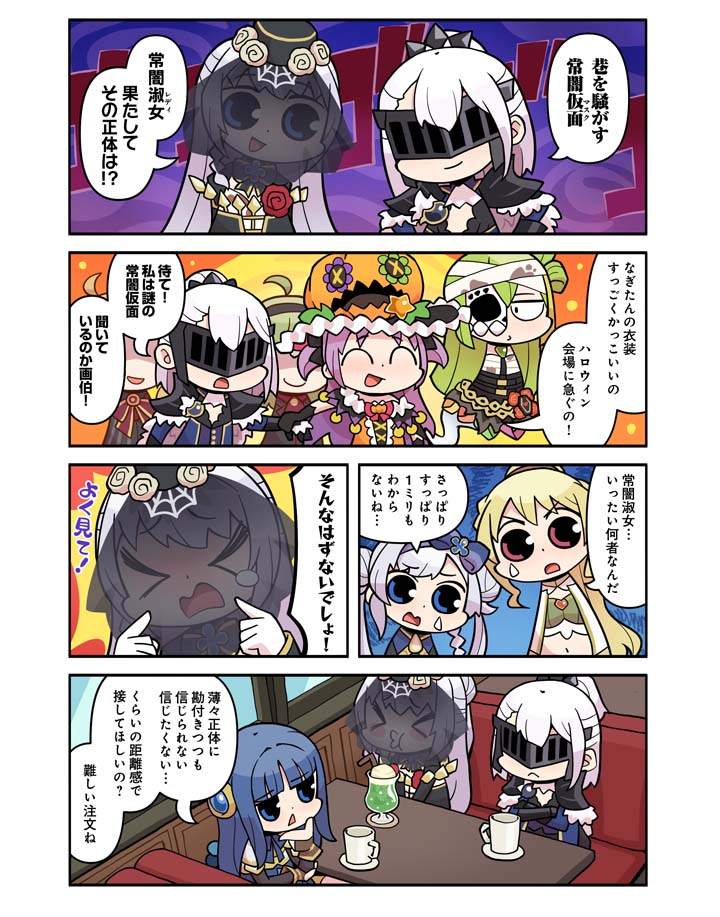 巷を騒がす
常闇仮面
マスク
常闇淑女
レディ
果たして
その正体は!?
なぎたんの衣装
すっごくかっこいいの
ハロウィン
会場に急ぐの!
待て!
私は謎の
常闇仮面
聞いて
いるのか画伯!
常闇淑女…
いったい何者なんだ
さっぱり
すっぱり
1ミリも
わから
ないね…
そんなはずないでしょ!
よく見て!
薄々正体に
勘付きつつも
信じられない
信じたくない…
くらいの距離感で
接してほしいの?
難しい注文ね